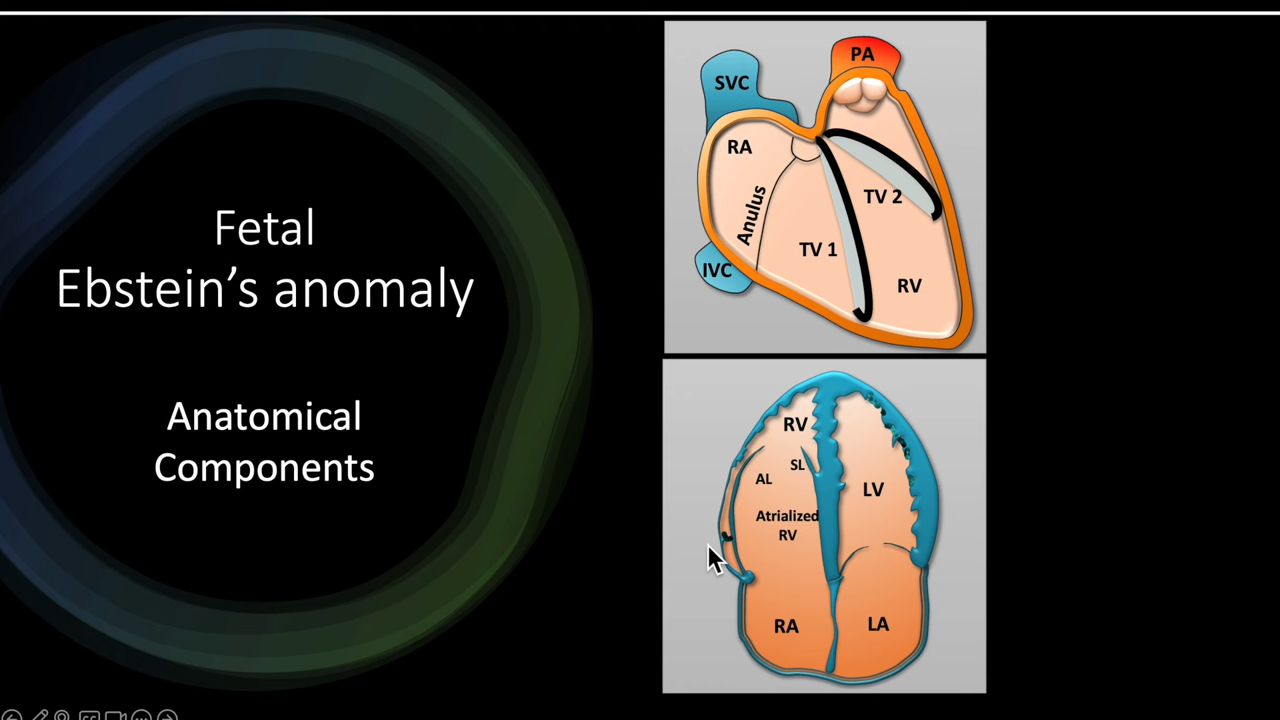 Fetal
Ebstein’s anomaly
Anatomical
Components
PA
SVC
RA
Anulus
TV 2
TV 1
IVC
RV
RV
SL
AL
LV
Atrialized
RV
RA
LA